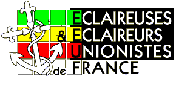 ECLAIREUSES
& ECLAIREURS
UNIONISTES
de FRANCE